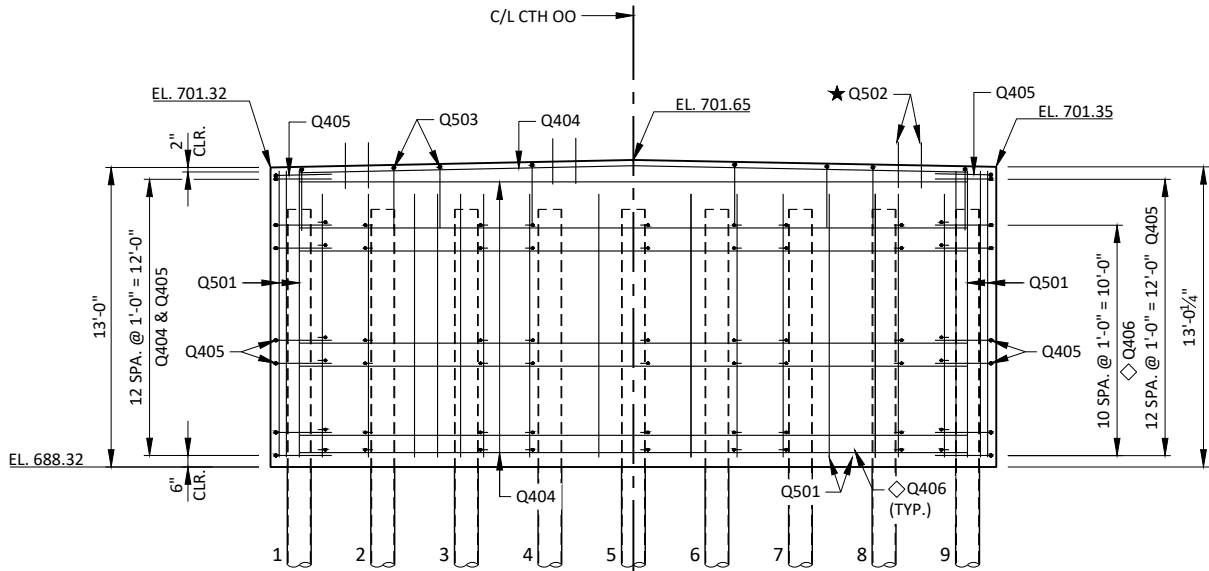 C/L CTH OO
EL. 701.32
Q405
Q503
Q404
EL. 701.65
★ Q502
Q405
EL. 701.35
2"
CLR.
13'-0"
12 SPA. @ 1'-0" = 12'-0"
Q404 & Q405
Q501
Q405
EL. 688.32
6"
CLR.
Q404
Q501
◇ Q406
(TYP.)
Q501
Q405
10 SPA. @ 1'-0" = 10'-0"
◇ Q406
12 SPA. @ 1'-0" = 12'-0" Q405
13'-0¼"
1 2 3 4 5 6 7 8 9